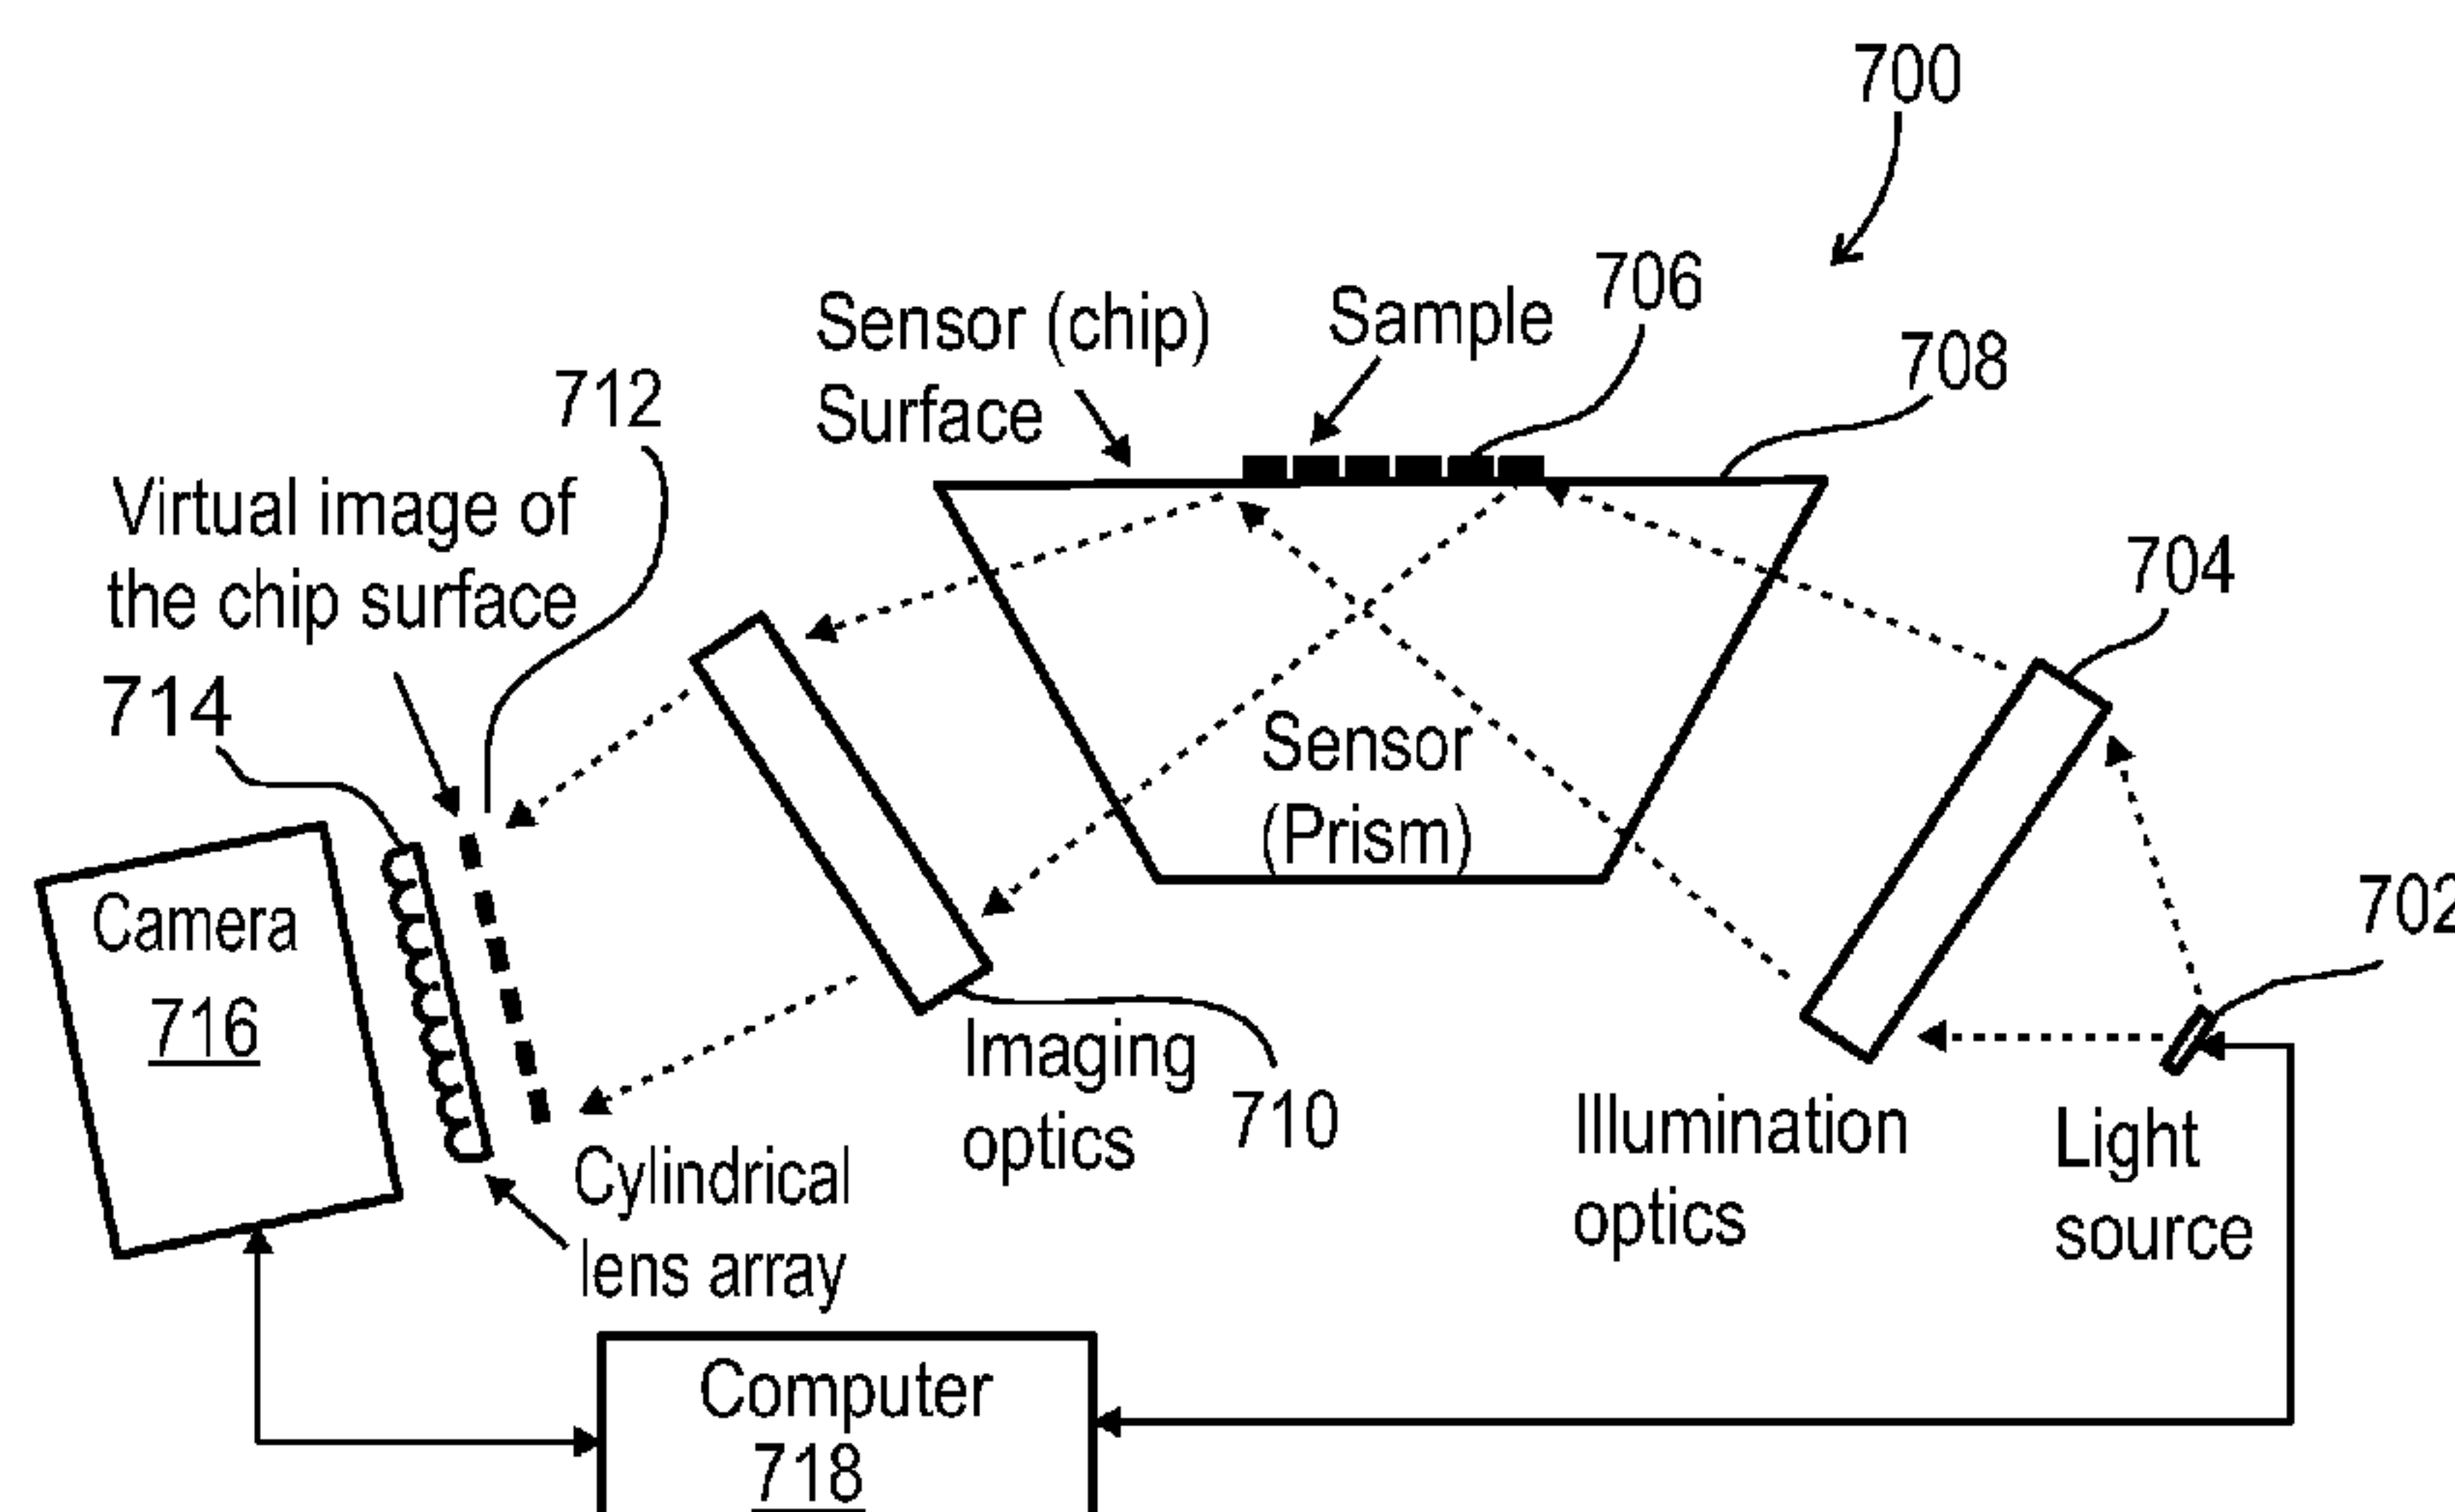 700
706
708
Sensor (chip)
Surface
Sample
712
Virtual image of
the chip surface
714
704
Sensor
(Prism)
702
Camera
716
Imaging
optics
710
Illumination
optics
Light
source
Cylindrical
lens array
Computer
718